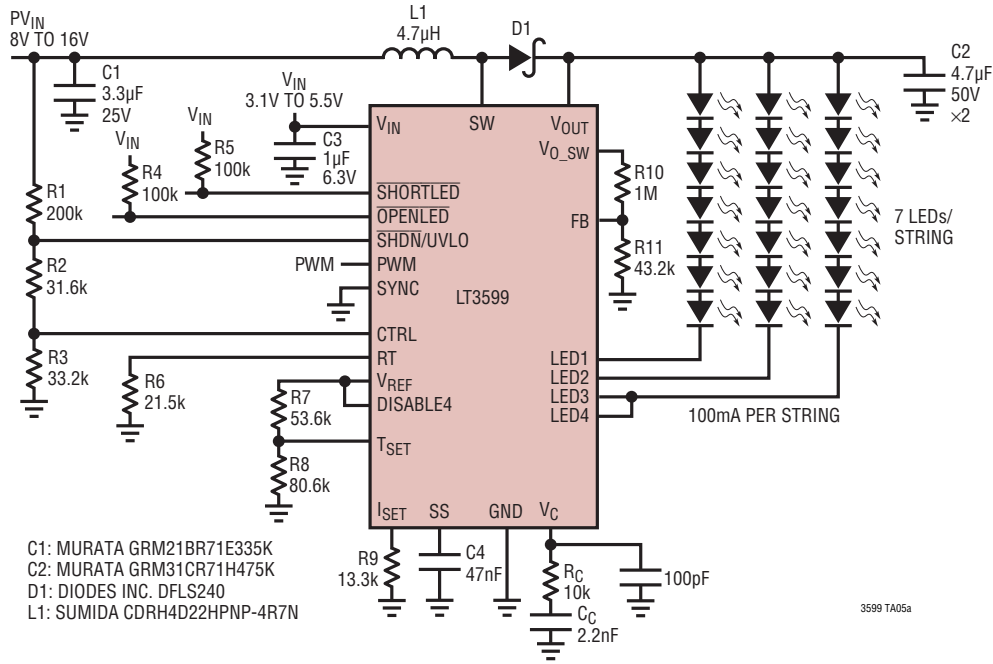 PVIN
8V TO 16V
L1
4.7µH
D1
C1
3.3µF
25V
VIN
3.1V TO 5.5V
C3
1µF
6.3V
VIN
R5
100k
VIN
R4
100k
C2
4.7µF
50V
×2
R1
200k
R2
31.6k
R3
33.2k
VIN
SW
VOUT
VO_SW
SHORTLED
OPENLED
SHDN/UVLO
PWM
PWM
SYNC
LT3599
FB
R10
1M
R11
43.2k
7 LEDs/
STRING
CTRL
RT
VREF
DISABLE4
TSET
LED1
LED2
LED3
LED4
100mA PER STRING
R6
21.5k
R7
53.6k
R8
80.6k
ISET
SS
GND
VC
R9
13.3k
C4
47nF
RC
10k
CC
2.2nF
100pF
C1: MURATA GRM21BR71E335K
C2: MURATA GRM31CR71H475K
D1: DIODES INC. DFLS240
L1: SUMIDA CDRH4D22HPNP-4R7N
3599 TA05a